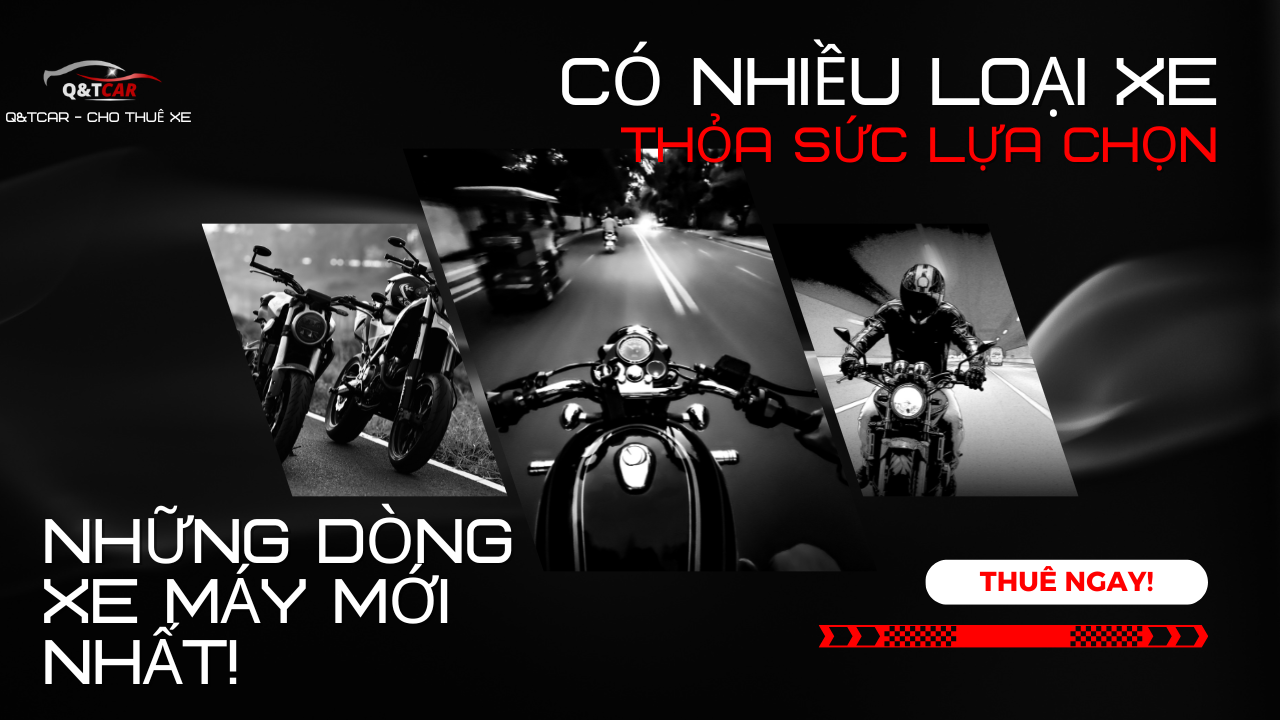 Q&TCAR
Q&TCAR - CHO THUÊ XE
CÓ NHIỀU LOẠI XE
THỎA SỨC LỰA CHỌN
NHỮNG DÒNG
XE MÁY MỚI
NHẤT!
THUÊ NGAY!